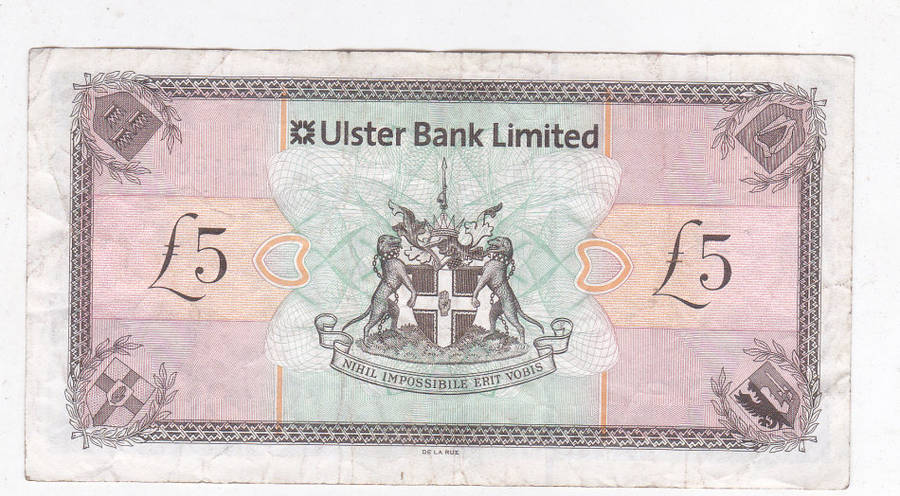 Ulster Bank Limited
£5
£5
NIHIL IMPOSSIBILE ERIT VOBIS
DE LA RUE